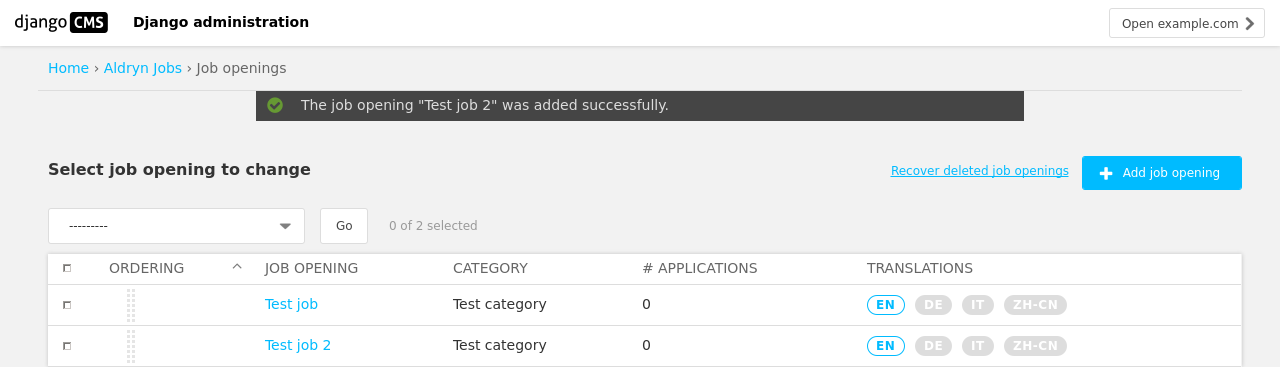 django CMS Django administration Open example.com
Home › Aldryn Jobs › Job openings
The job opening "Test job 2" was added successfully.
Select job opening to change Recover deleted job openings Add job opening
--------- Go 0 of 2 selected
ORDERING JOB OPENING CATEGORY # APPLICATIONS TRANSLATIONS
Test job Test category 0 EN DE IT ZH-CN
Test job 2 Test category 0 EN DE IT ZH-CN